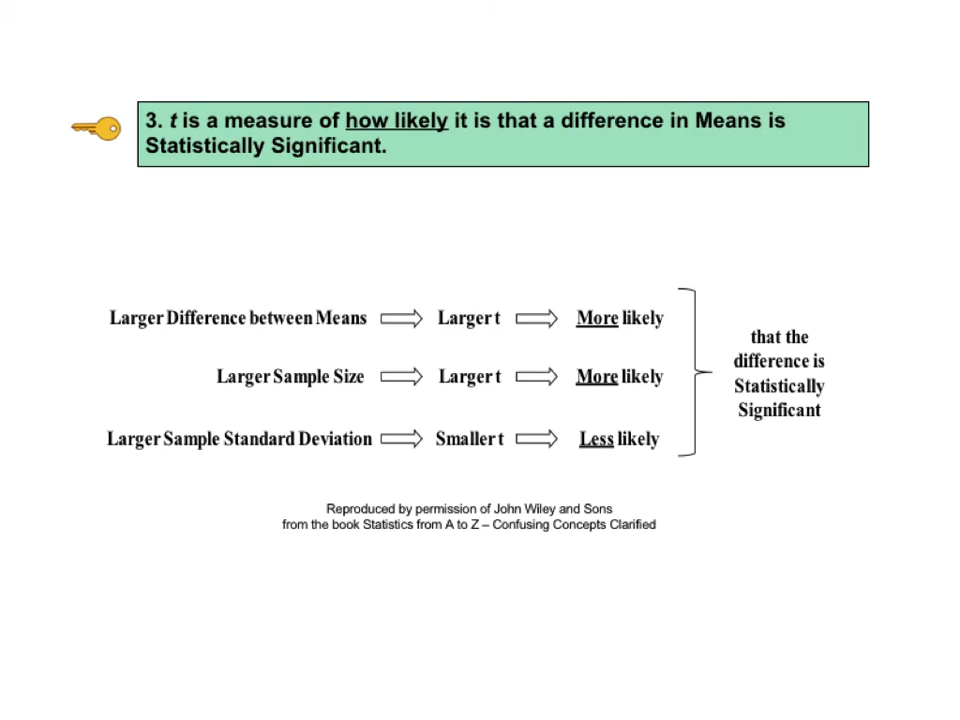 3. t is a measure of how likely it is that a difference in Means is
Statistically Significant.
Larger Difference between Means Larger t More likely
Larger Sample Size Larger t More likely
Larger Sample Standard Deviation Smaller t Less likely
that the
difference is
Statistically
Significant
Reproduced by permission of John Wiley and Sons
from the book Statistics from A to Z – Confusing Concepts Clarified